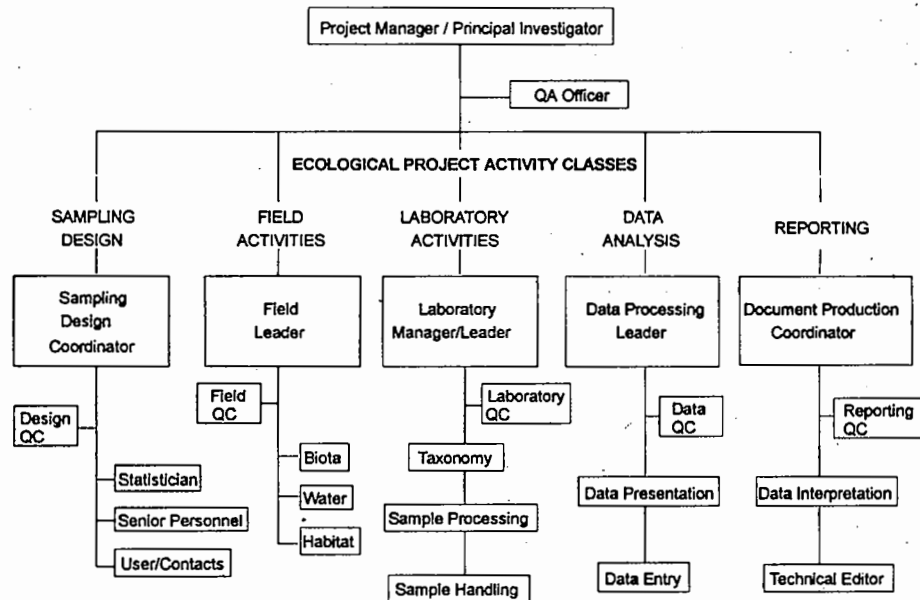 Project Manager / Principal Investigator
QA Officer
ECOLOGICAL PROJECT ACTIVITY CLASSES
SAMPLING
DESIGN
FIELD
ACTIVITIES
LABORATORY
ACTIVITIES
DATA
ANALYSIS
REPORTING
Sampling
Design
Coordinator
Field
Leader
Laboratory
Manager/Leader
Data Processing
Leader
Document Production
Coordinator
Design
QC
Statistician
Senior Personnel
User/Contacts
Field
QC
Biota
Water
Habitat
Laboratory
QC
Taxonomy
Sample Processing
Sample Handling
Data
QC
Data Presentation
Data Entry
Reporting
QC
Data Interpretation
Technical Editor